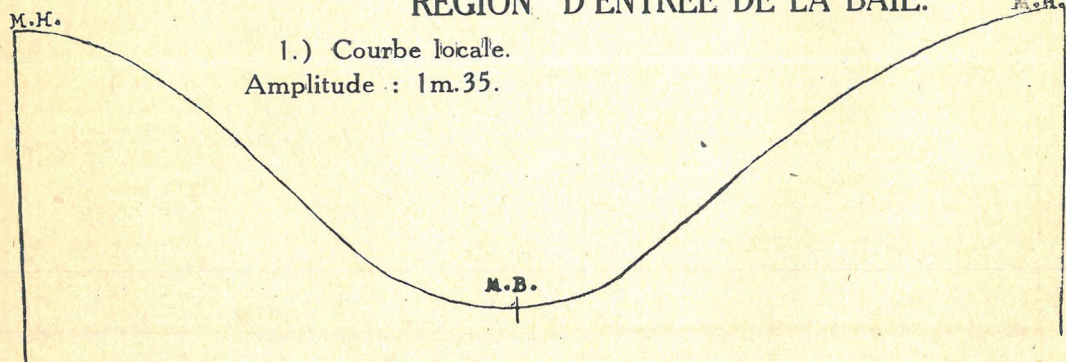 RÉGION D'ENTRÉE DE LA BAIE.
M.H.
M.H.
1.) Courbe locale.
Amplitude : 1m.35.
M.B.